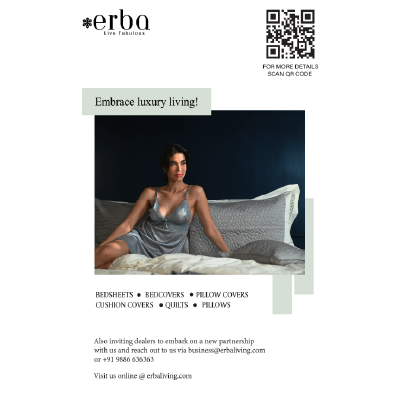 erba
Live Fabulous
FOR MORE DETAILS
SCAN QR CODE
Embrace luxury living!
BEDSHEETS ● BEDCOVERS ● PILLOW COVERS
CUSHION COVERS ● QUILTS ● PILLOWS
Also inviting dealers to embark on a new partnership
with us and reach out to us via business@erbaliving.com
or +91 9886 636363
Visit us online @ erbaliving.com